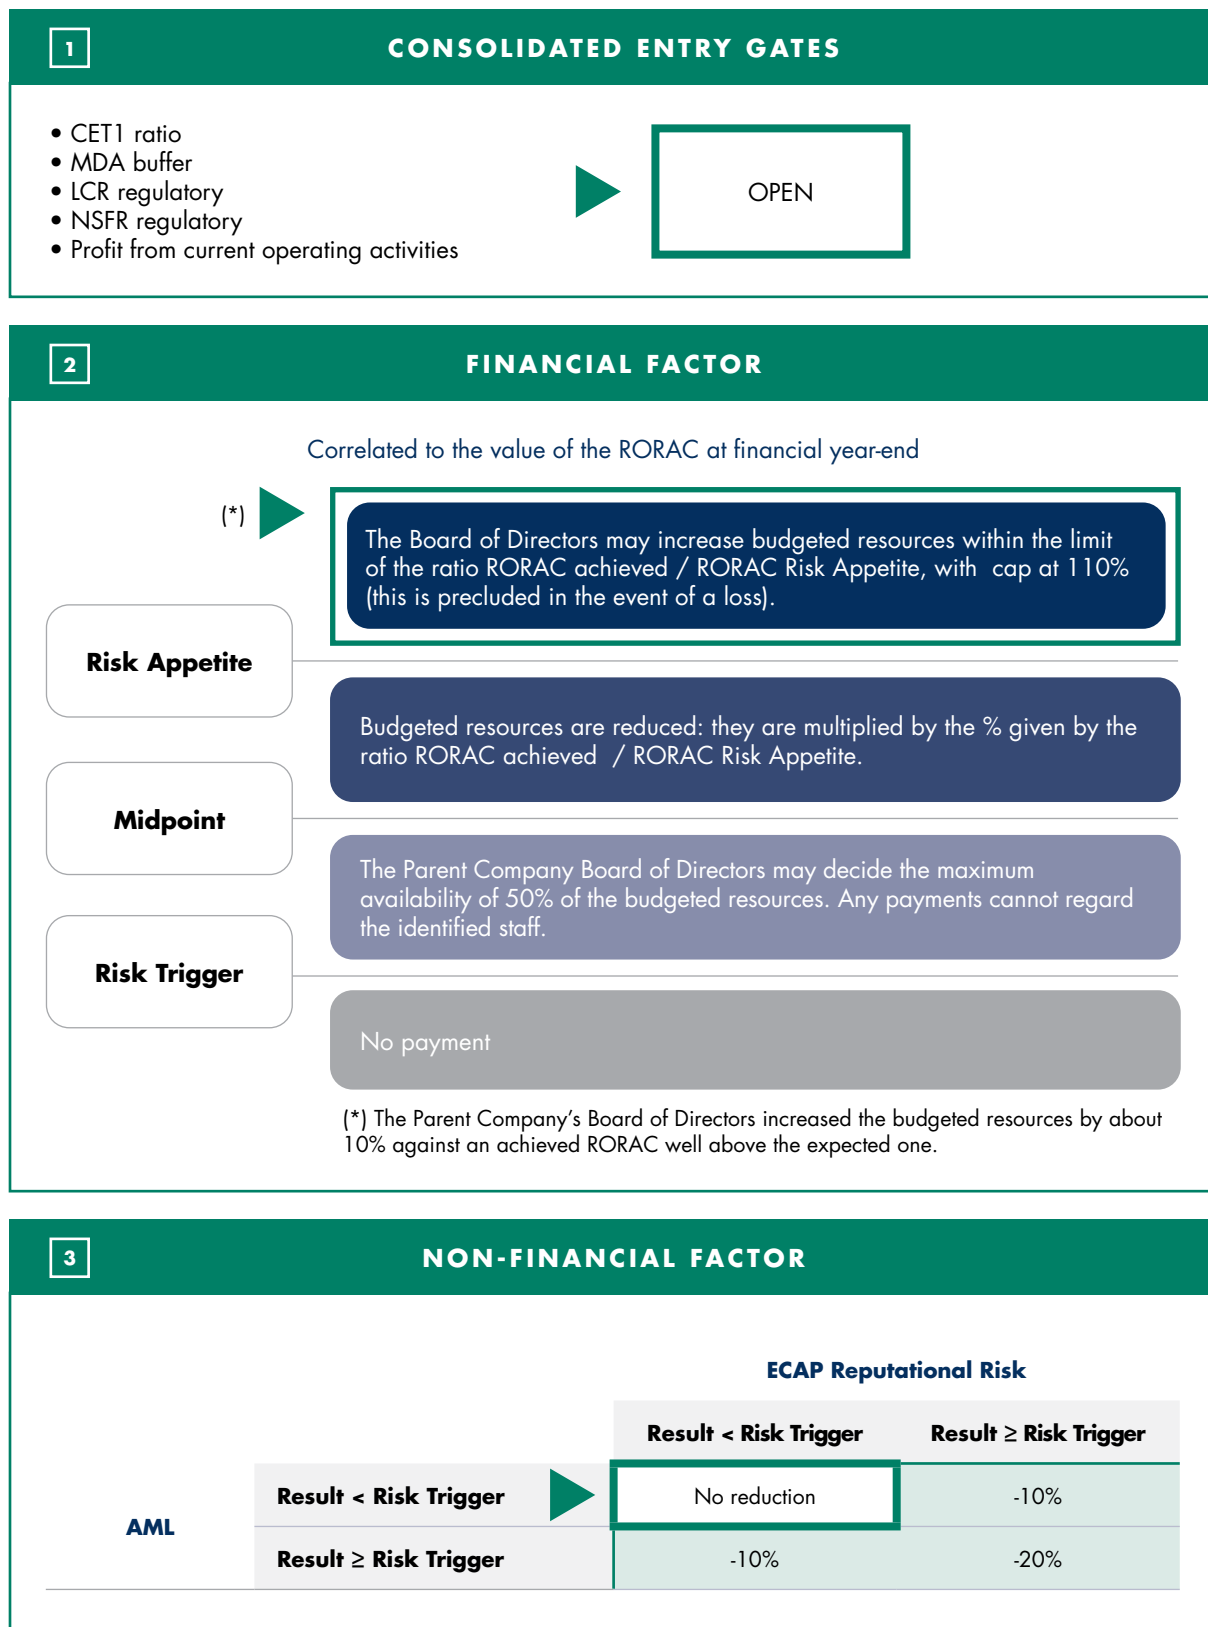 1
CONSOLIDATED ENTRY GATES
• CET1 ratio
• MDA buffer
• LCR regulatory
• NSFR regulatory
• Profit from current operating activities
OPEN
2
FINANCIAL FACTOR
Correlated to the value of the RORAC at financial year-end
(*)
The Board of Directors may increase budgeted resources within the limit
of the ratio RORAC achieved / RORAC Risk Appetite, with cap at 110%
(this is precluded in the event of a loss).
Risk Appetite
Budgeted resources are reduced: they are multiplied by the % given by the
ratio RORAC achieved / RORAC Risk Appetite.
Midpoint
The Parent Company Board of Directors may decide the maximum
availability of 50% of the budgeted resources. Any payments cannot regard
the identified staff.
Risk Trigger
No payment
(*) The Parent Company’s Board of Directors increased the budgeted resources by about
10% against an achieved RORAC well above the expected one.
3
NON-FINANCIAL FACTOR
ECAP Reputational Risk
Result < Risk Trigger Result ≥ Risk Trigger
AML
Result < Risk Trigger No reduction -10%
Result ≥ Risk Trigger -10% -20%